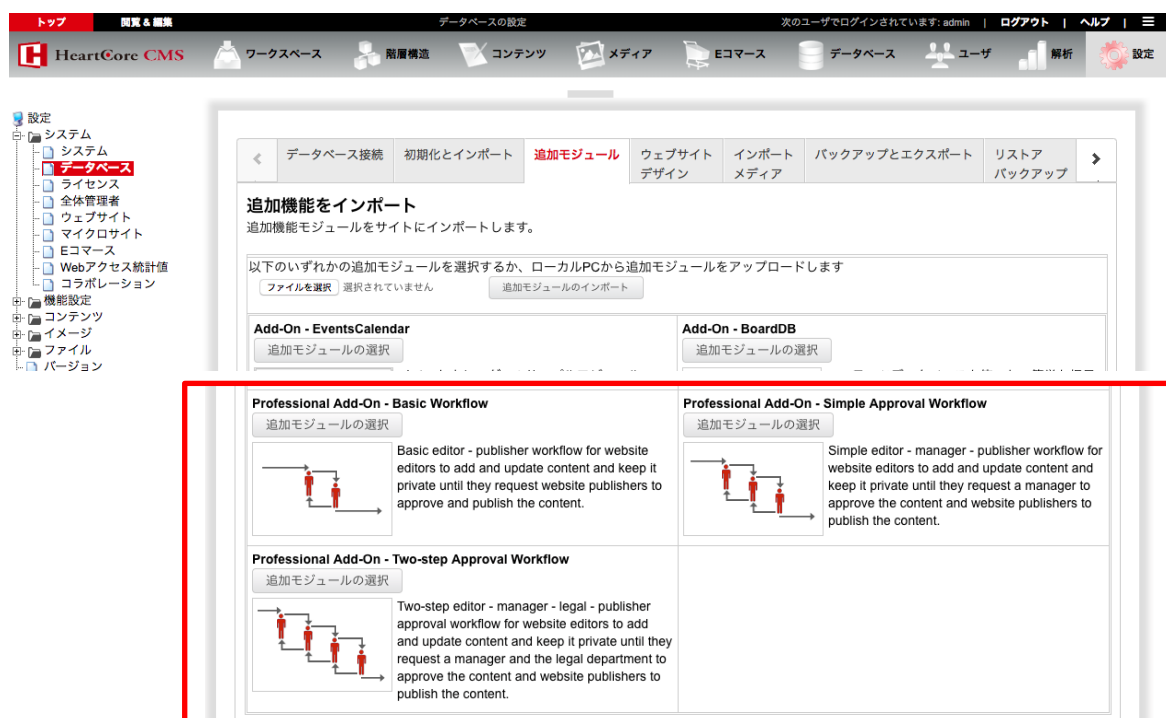 トップ
閲覧 & 編集
データベースの設定
次のユーザでログインされています: admin | ログアウト | ヘルプ |
HeartCore CMS
ワークスペース
階層構造
コンテンツ
メディア
Eコマース
データベース
ユーザ
解析
設定
設定
システム
システム
データベース
ライセンス
全体管理者
ウェブサイト
マイクロサイト
Eコマース
Webアクセス統計値
コラボレーション
機能設定
コンテンツ
イメージ
ファイル
バージョン
データベース接続
初期化とインポート
追加モジュール
ウェブサイト
デザイン
インポート
メディア
バックアップとエクスポート
リストア
バックアップ
追加機能をインポート
追加機能モジュールをサイトにインポートします。
以下のいずれかの追加モジュールを選択するか、ローカルPCから追加モジュールをアップロードします
ファイルを選択 選択されていません
追加モジュールのインポート
Add-On - EventsCalendar
追加モジュールの選択
Add-On - BoardDB
追加モジュールの選択
Professional Add-On - Basic Workflow
追加モジュールの選択
Basic editor - publisher workflow for website
editors to add and update content and keep it
private until they request website publishers to
approve and publish the content.
Professional Add-On - Simple Approval Workflow
追加モジュールの選択
Simple editor - manager - publisher workflow for
website editors to add and update content and
keep it private until they request a manager to
approve the content and website publishers to
publish the content.
Professional Add-On - Two-step Approval Workflow
追加モジュールの選択
Two-step editor - manager - legal - publisher
approval workflow for website editors to add
and update content and keep it private until they
request a manager and the legal department to
approve the content and website publishers to
publish the content.